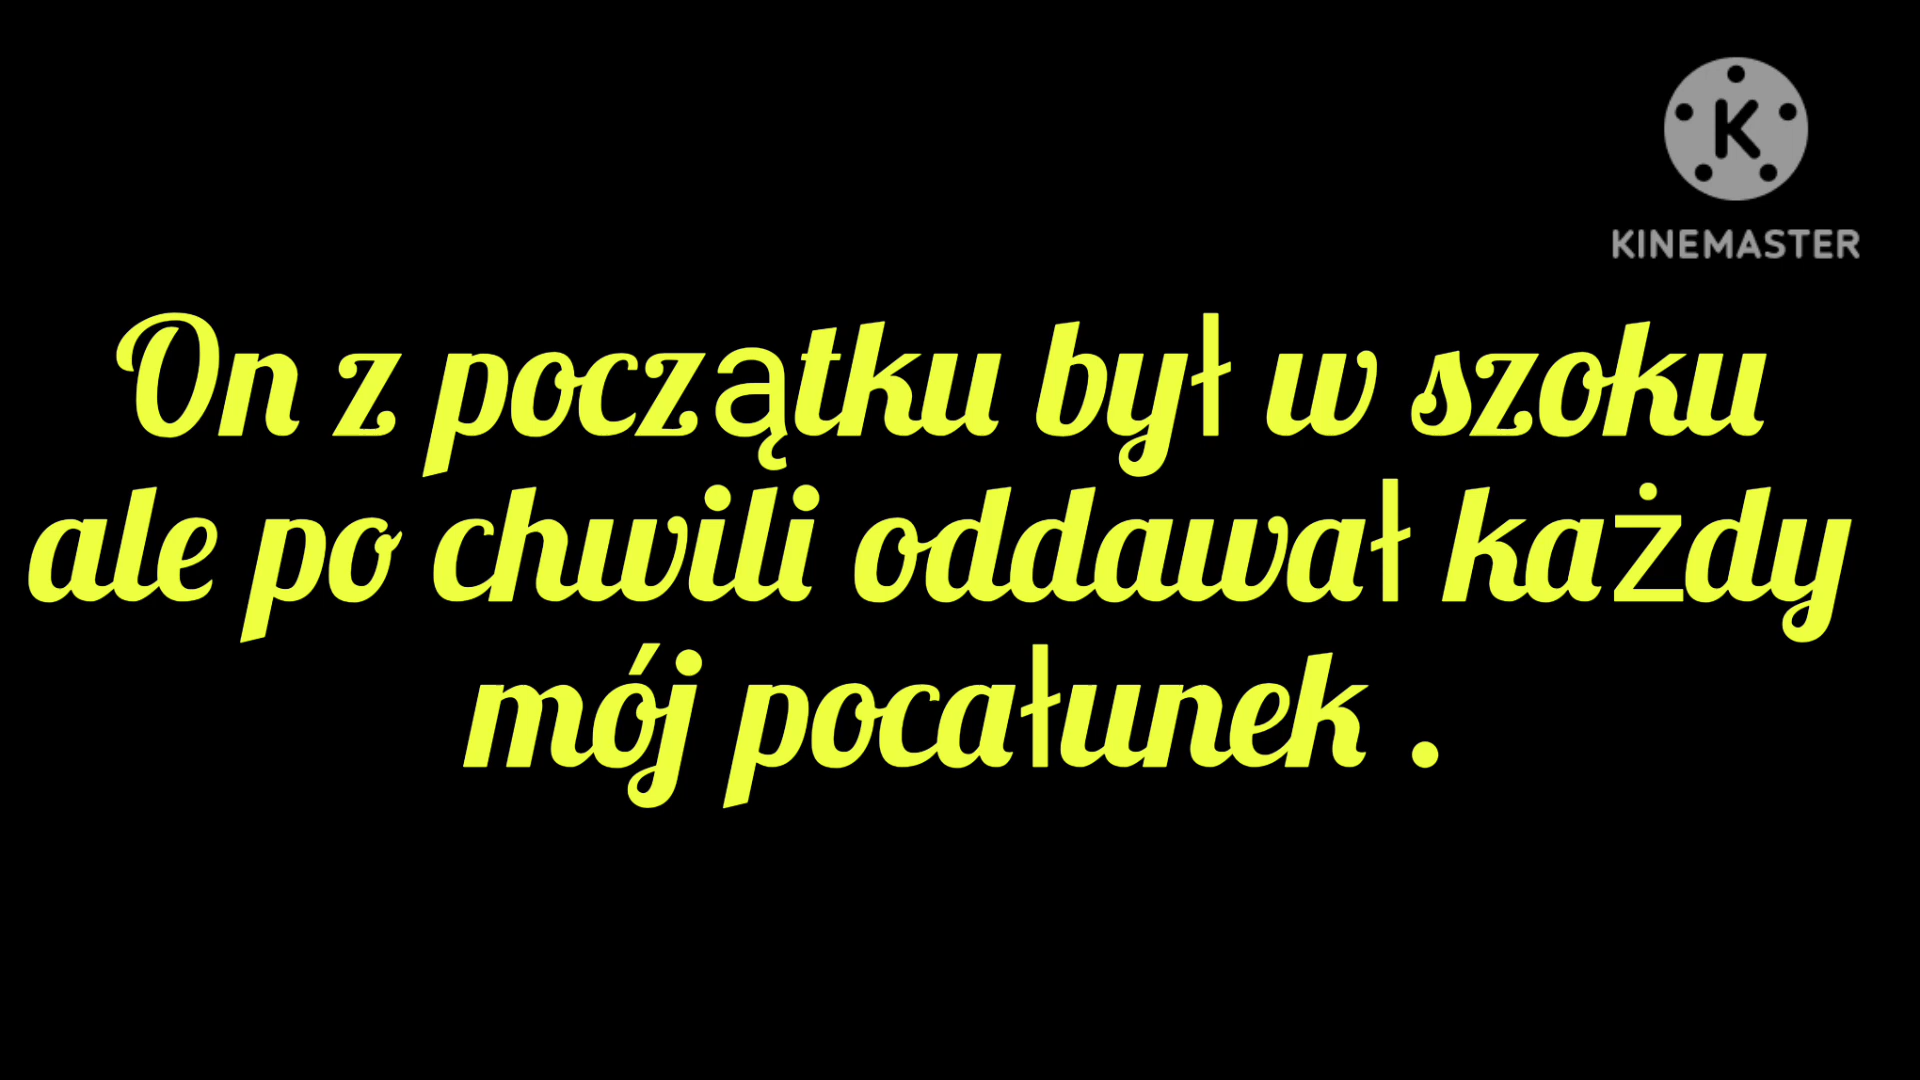 K
KINEMASTER
On z początku był w szoku
ale po chwili oddawał każdy
mój pocałunek .